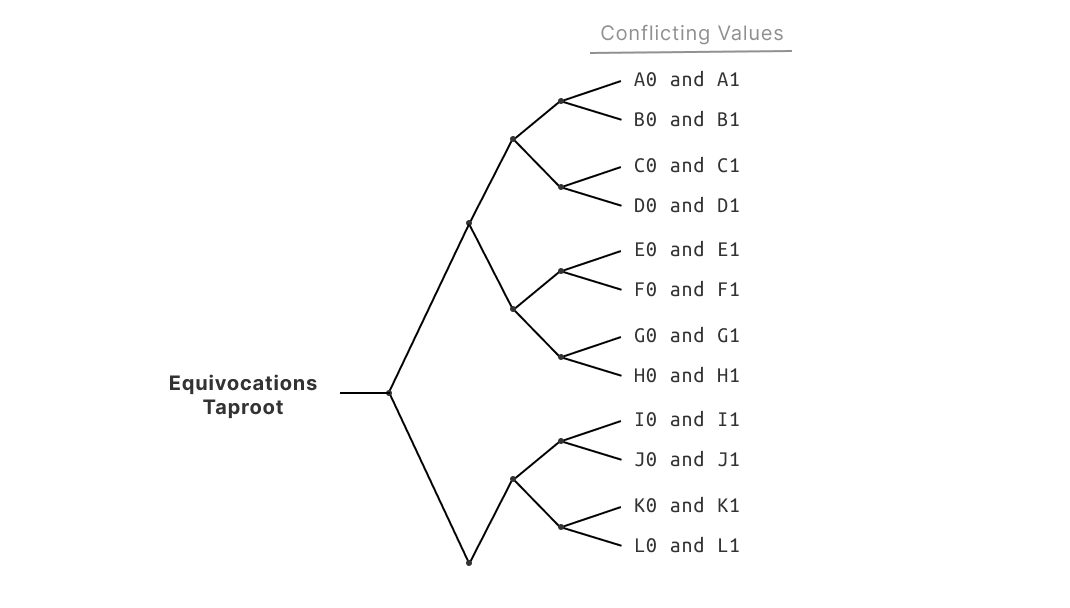 Conflicting Values
A0 and A1
B0 and B1
C0 and C1
D0 and D1
E0 and E1
F0 and F1
G0 and G1
H0 and H1
Equivocations
Taproot
I0 and I1
J0 and J1
K0 and K1
L0 and L1